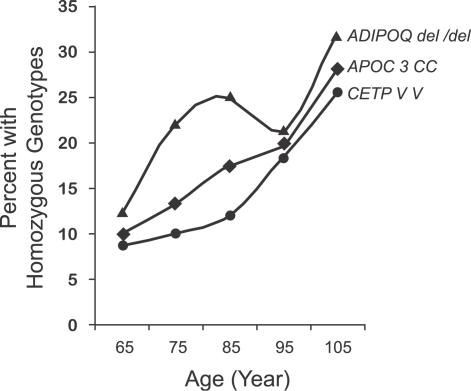 Percent with
Homozygous Genotypes
35
30
25
20
15
10
5
0
65 75 85 95 105
Age (Year)
ADIPOQ del /del
APOC 3 CC
CETP V V